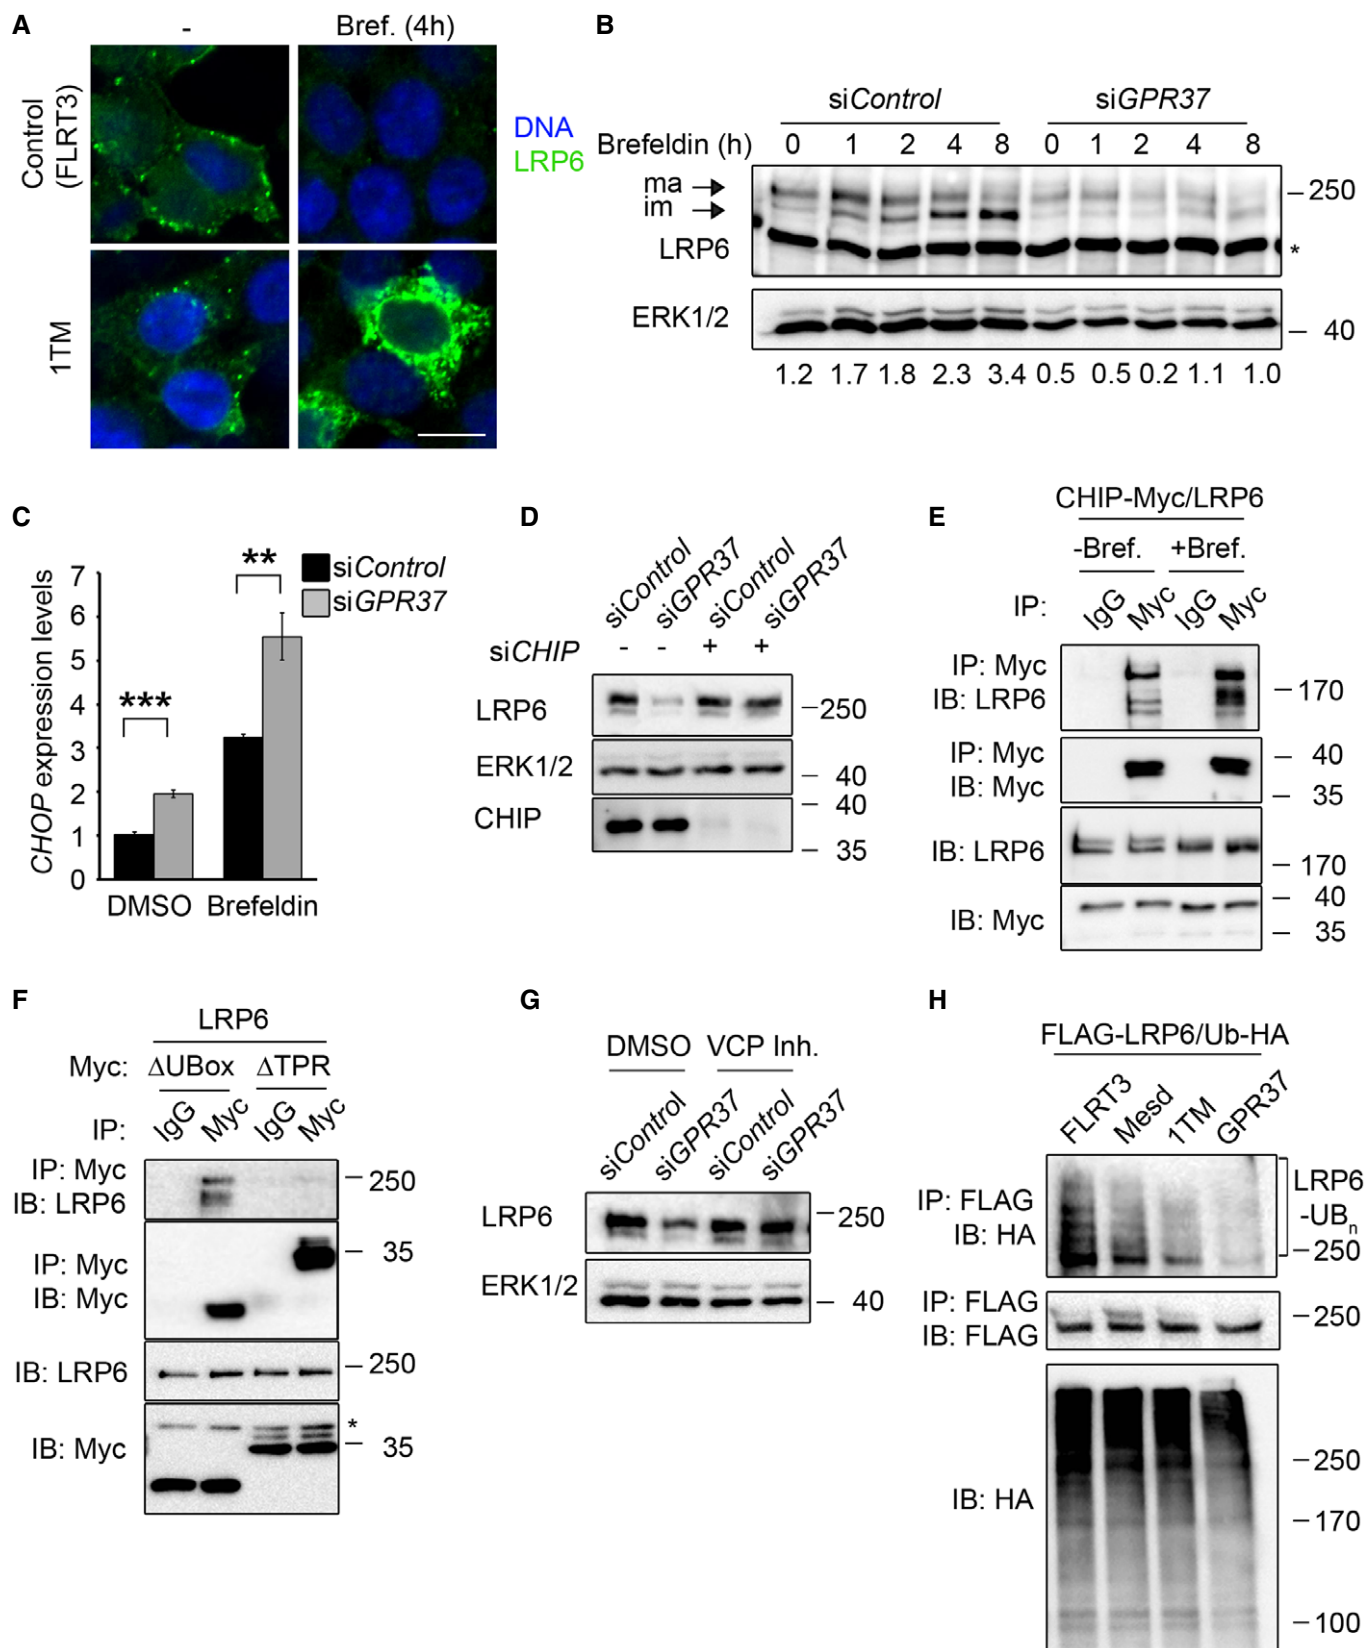 A
- Bref. (4h)
Control
(FLRT3)
1TM
DNA
LRP6
B
siControl siGPR37
Brefeldin (h) 0 1 2 4 8 0 1 2 4 8
ma
im
LRP6
250
*
ERK1/2
40
1.2 1.7 1.8 2.3 3.4 0.5 0.5 0.2 1.1 1.0
C
CHOP expression levels
7
6
5
4
3
2
1
0
***
**
siControl
siGPR37
DMSO Brefeldin
D
siControl siGPR37 siControl siGPR37
siCHIP - - + +
LRP6
250
ERK1/2
40
CHIP
40
35
E
CHIP-Myc/LRP6
-Bref. +Bref.
IP: IgG Myc IgG Myc
IP: Myc
IB: LRP6
170
IP: Myc
IB: Myc
40
35
IB: LRP6
170
IB: Myc
40
35
F
LRP6
Myc: ΔUBox ΔTPR
IP: IgG Myc IgG Myc
IP: Myc
IB: LRP6
250
IP: Myc
IB: Myc
35
IB: LRP6
250
IB: Myc
*
35
G
DMSO VCP Inh.
siControl siGPR37 siControl siGPR37
LRP6
250
ERK1/2
40
H
FLAG-LRP6/Ub-HA
FLRT3 Mesd 1TM GPR37
IP: FLAG
IB: HA
LRP6
-UBn
250
IP: FLAG
IB: FLAG
250
IB: HA
250
170
100